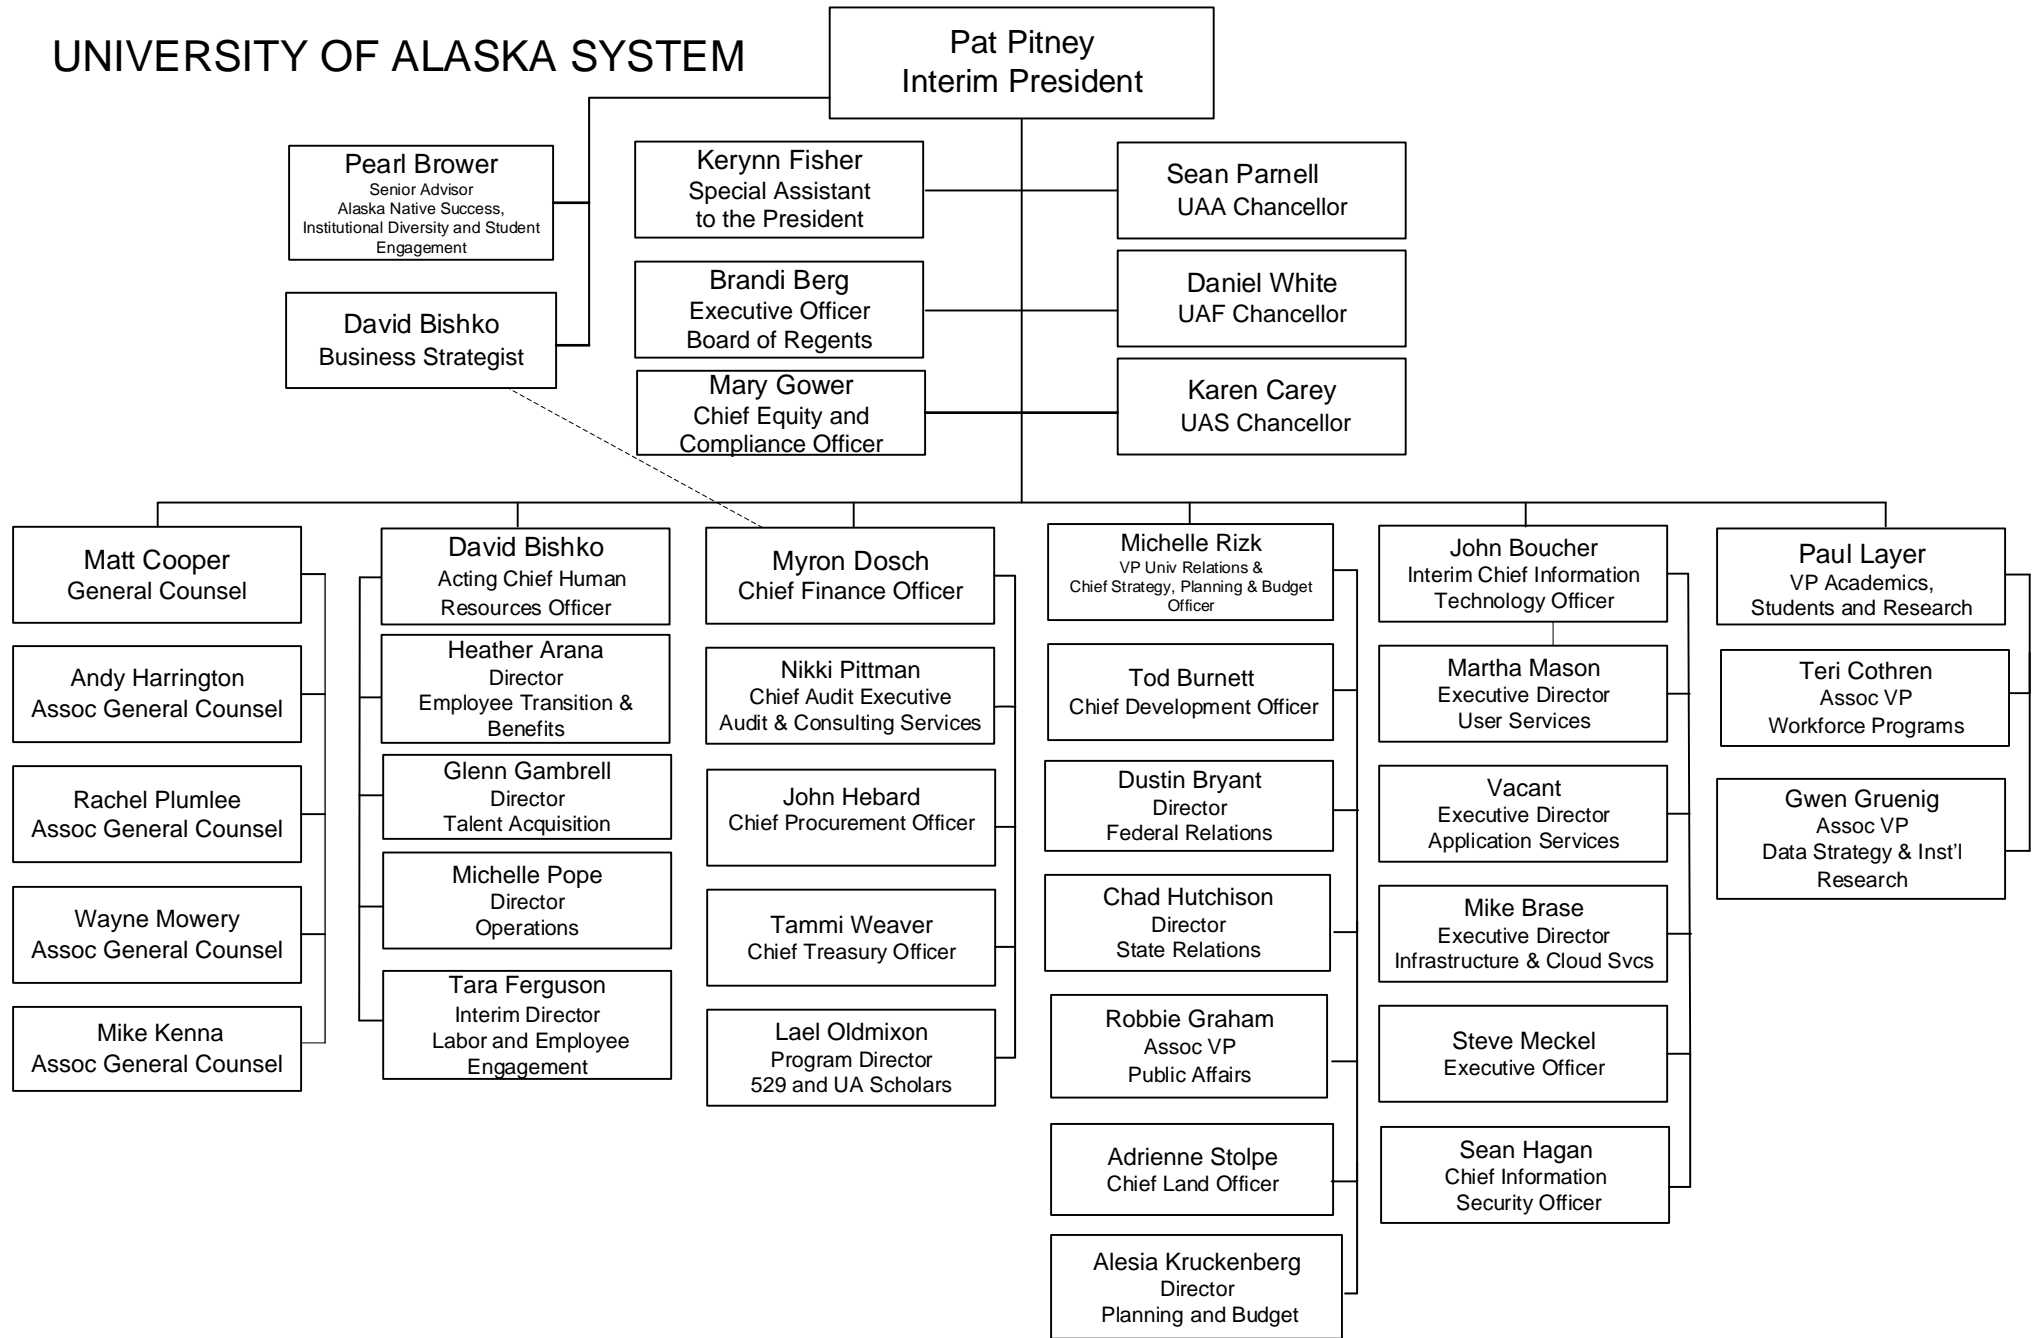 UNIVERSITY OF ALASKA SYSTEM
Pat Pitney
Interim President
Pearl Brower
Senior Advisor
Alaska Native Success,
Institutional Diversity and Student
Engagement
David Bishko
Business Strategist
Kerynn Fisher
Special Assistant
to the President
Brandi Berg
Executive Officer
Board of Regents
Mary Gower
Chief Equity and
Compliance Officer
Sean Parnell
UAA Chancellor
Daniel White
UAF Chancellor
Karen Carey
UAS Chancellor
Matt Cooper
General Counsel
Andy Harrington
Assoc General Counsel
Rachel Plumlee
Assoc General Counsel
Wayne Mowery
Assoc General Counsel
Mike Kenna
Assoc General Counsel
David Bishko
Acting Chief Human
Resources Officer
Heather Arana
Director
Employee Transition &
Benefits
Glenn Gambrell
Director
Talent Acquisition
Michelle Pope
Director
Operations
Tara Ferguson
Interim Director
Labor and Employee
Engagement
Myron Dosch
Chief Finance Officer
Nikki Pittman
Chief Audit Executive
Audit & Consulting Services
John Hebard
Chief Procurement Officer
Tammi Weaver
Chief Treasury Officer
Lael Oldmixon
Program Director
529 and UA Scholars
Michelle Rizk
VP Univ Relations &
Chief Strategy, Planning & Budget
Officer
Tod Burnett
Chief Development Officer
Dustin Bryant
Director
Federal Relations
Chad Hutchison
Director
State Relations
Robbie Graham
Assoc VP
Public Affairs
Adrienne Stolpe
Chief Land Officer
Alesia Kruckenberg
Director
Planning and Budget
John Boucher
Interim Chief Information
Technology Officer
Martha Mason
Executive Director
User Services
Vacant
Executive Director
Application Services
Mike Brase
Executive Director
Infrastructure & Cloud Svcs
Steve Meckel
Executive Officer
Sean Hagan
Chief Information
Security Officer
Paul Layer
VP Academics,
Students and Research
Teri Cothren
Assoc VP
Workforce Programs
Gwen Gruenig
Assoc VP
Data Strategy & Inst'l
Research